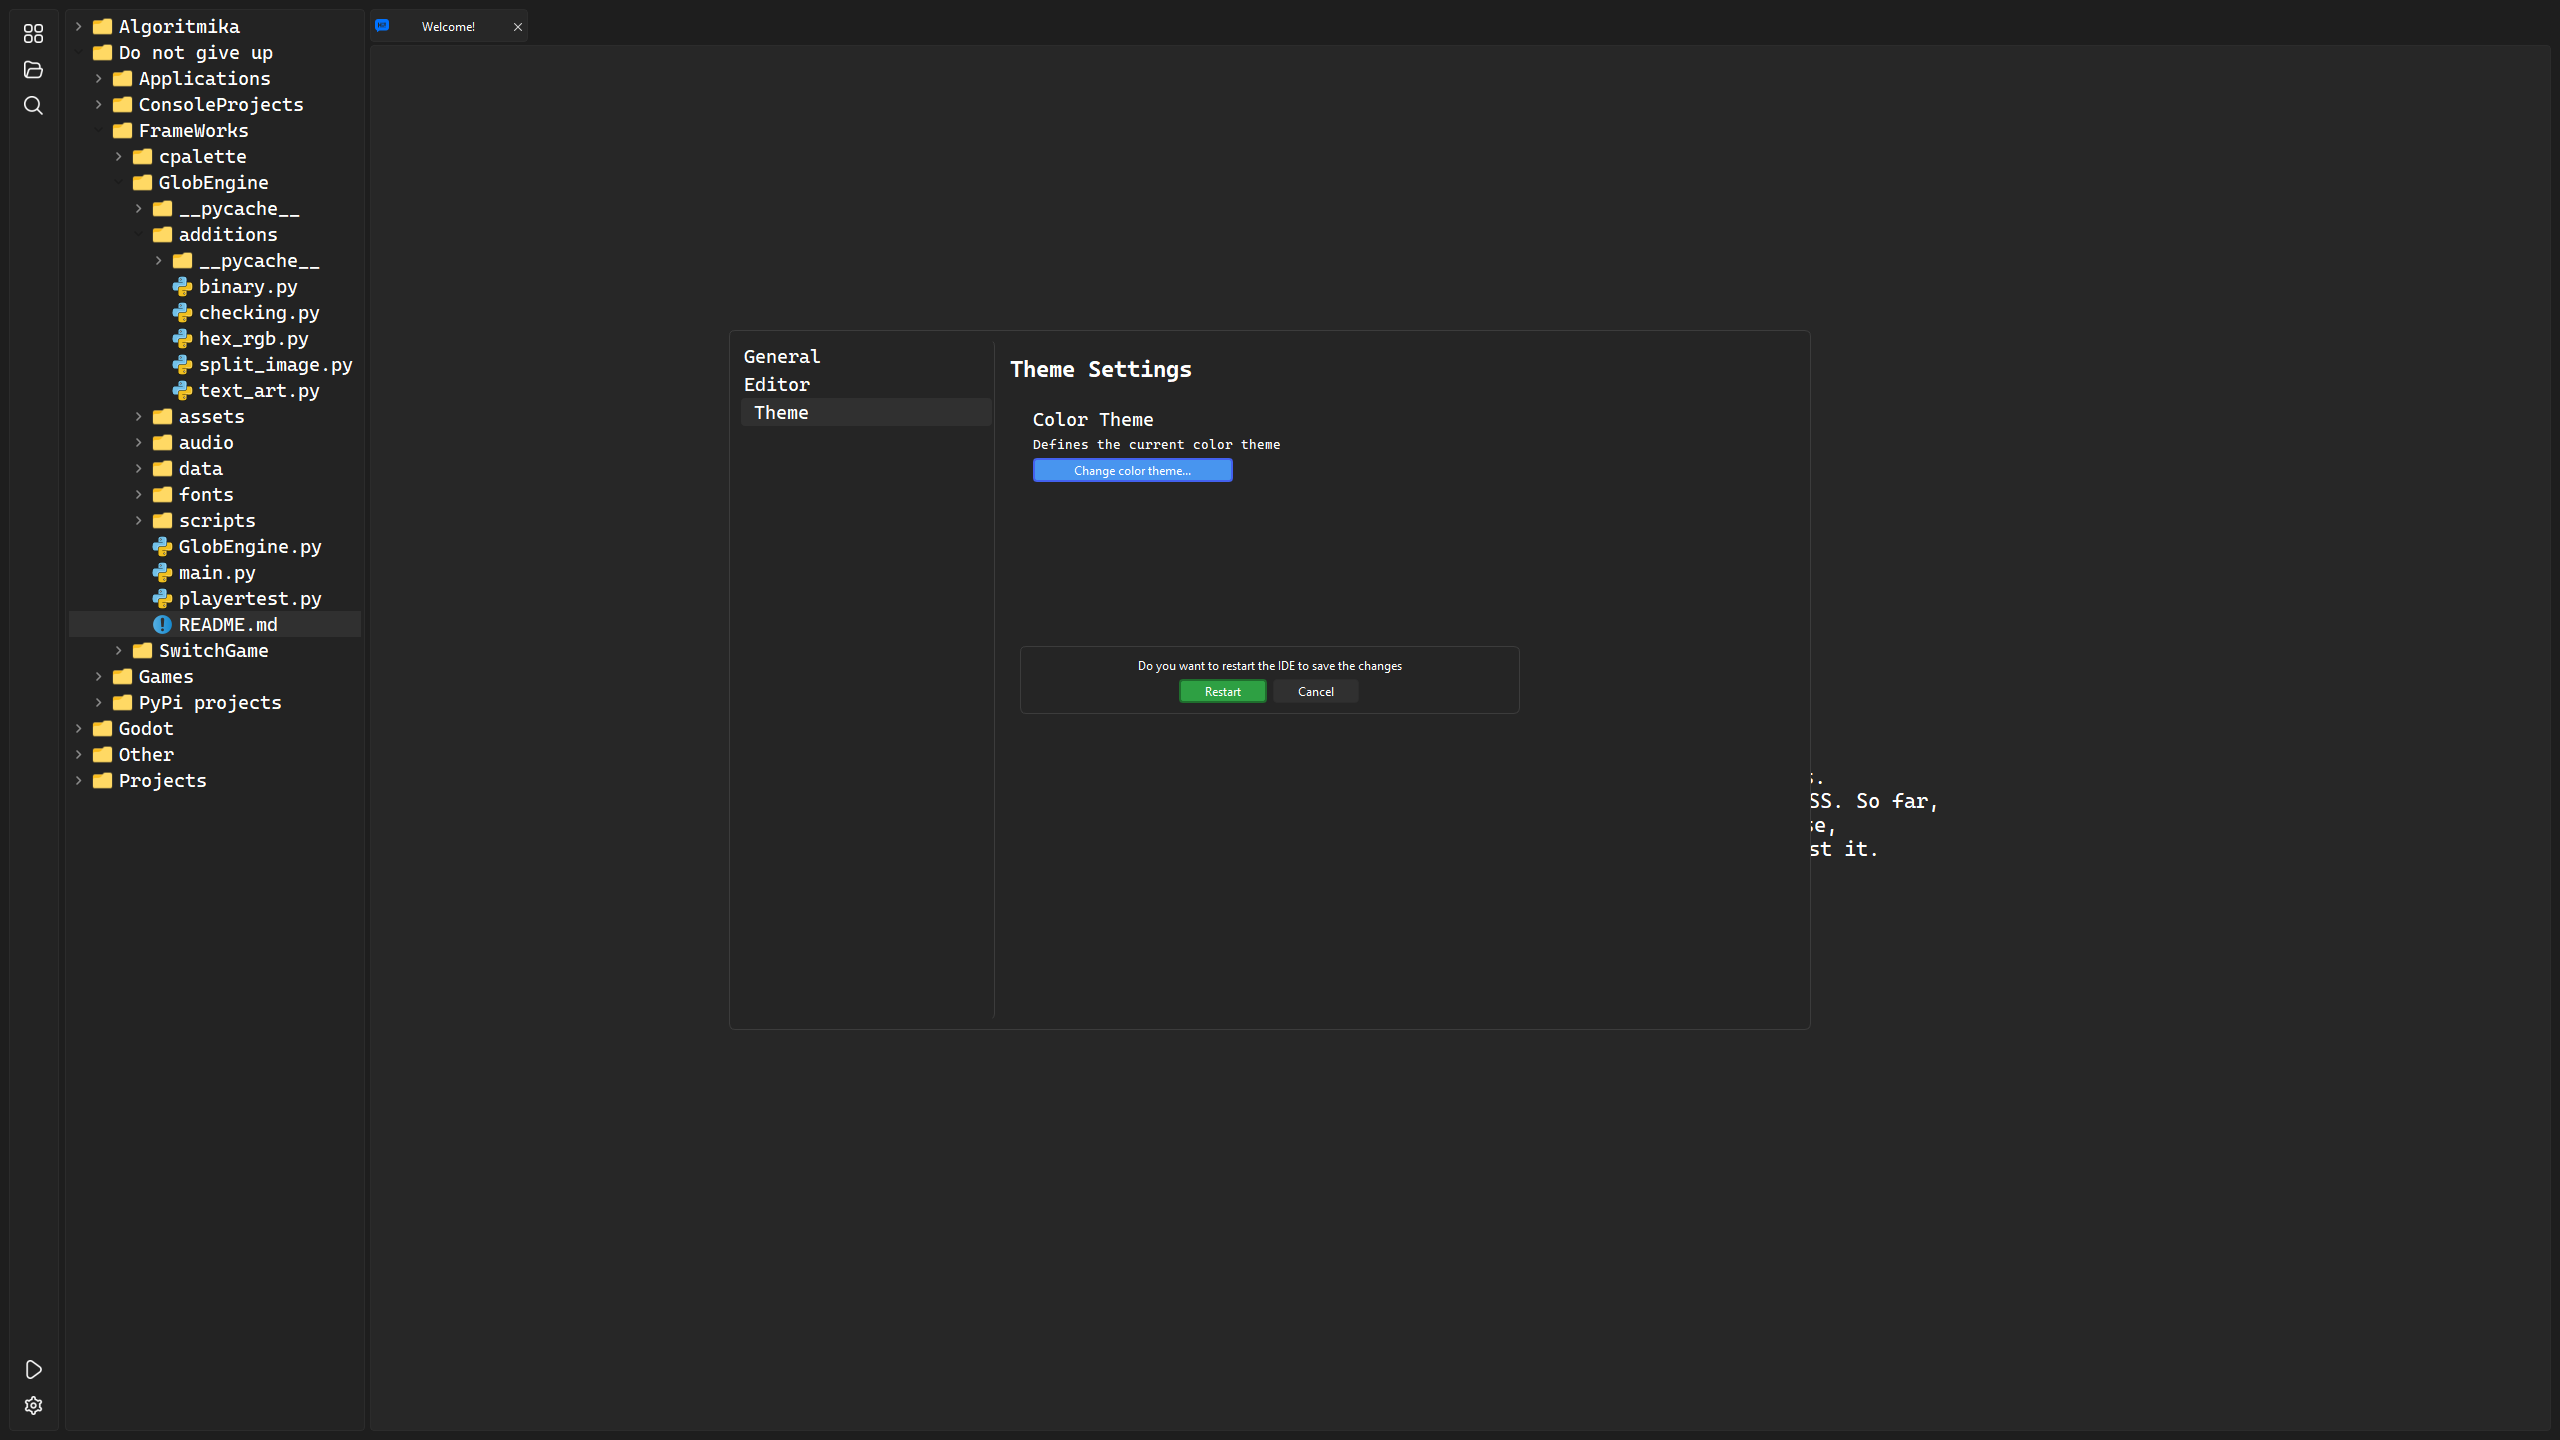 Algoritmika
Do not give up
Applications
ConsoleProjects
FrameWorks
cpalette
GlobEngine
__pycache__
additions
__pycache__
binary.py
checking.py
hex_rgb.py
split_image.py
text_art.py
assets
audio
data
fonts
scripts
GlobEngine.py
main.py
playertest.py
README.md
SwitchGame
Games
PyPi projects
Godot
Other
Projects
Welcome!
General
Editor
Theme
Theme Settings
Color Theme
Defines the current color theme
Change color theme...
Do you want to restart the IDE to save the changes
Restart
Cancel
s.
SS. So far,
se,
st it.